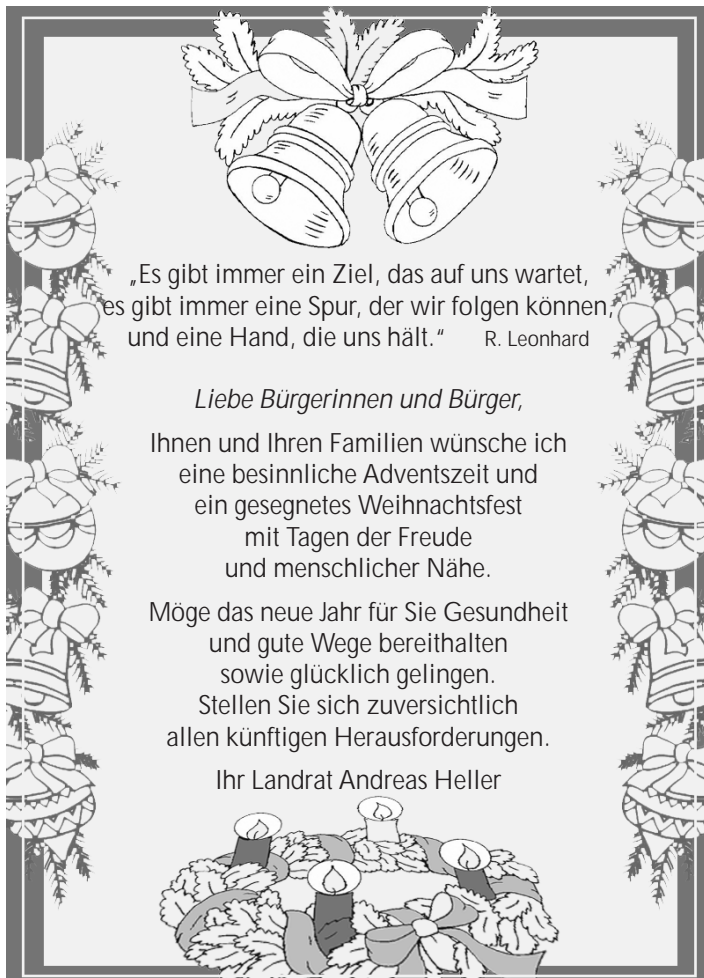 „Es gibt immer ein Ziel, das auf uns wartet,
es gibt immer eine Spur, der wir folgen können,
und eine Hand, die uns hält.“ R. Leonhard
Liebe Bürgerinnen und Bürger,
Ihnen und Ihren Familien wünsche ich
eine besinnliche Adventszeit und
ein gesegnetes Weihnachtsfest
mit Tagen der Freude
und menschlicher Nähe.
Möge das neue Jahr für Sie Gesundheit
und gute Wege bereithalten
sowie glücklich gelingen.
Stellen Sie sich zuversichtlich
allen künftigen Herausforderungen.
Ihr Landrat Andreas Heller